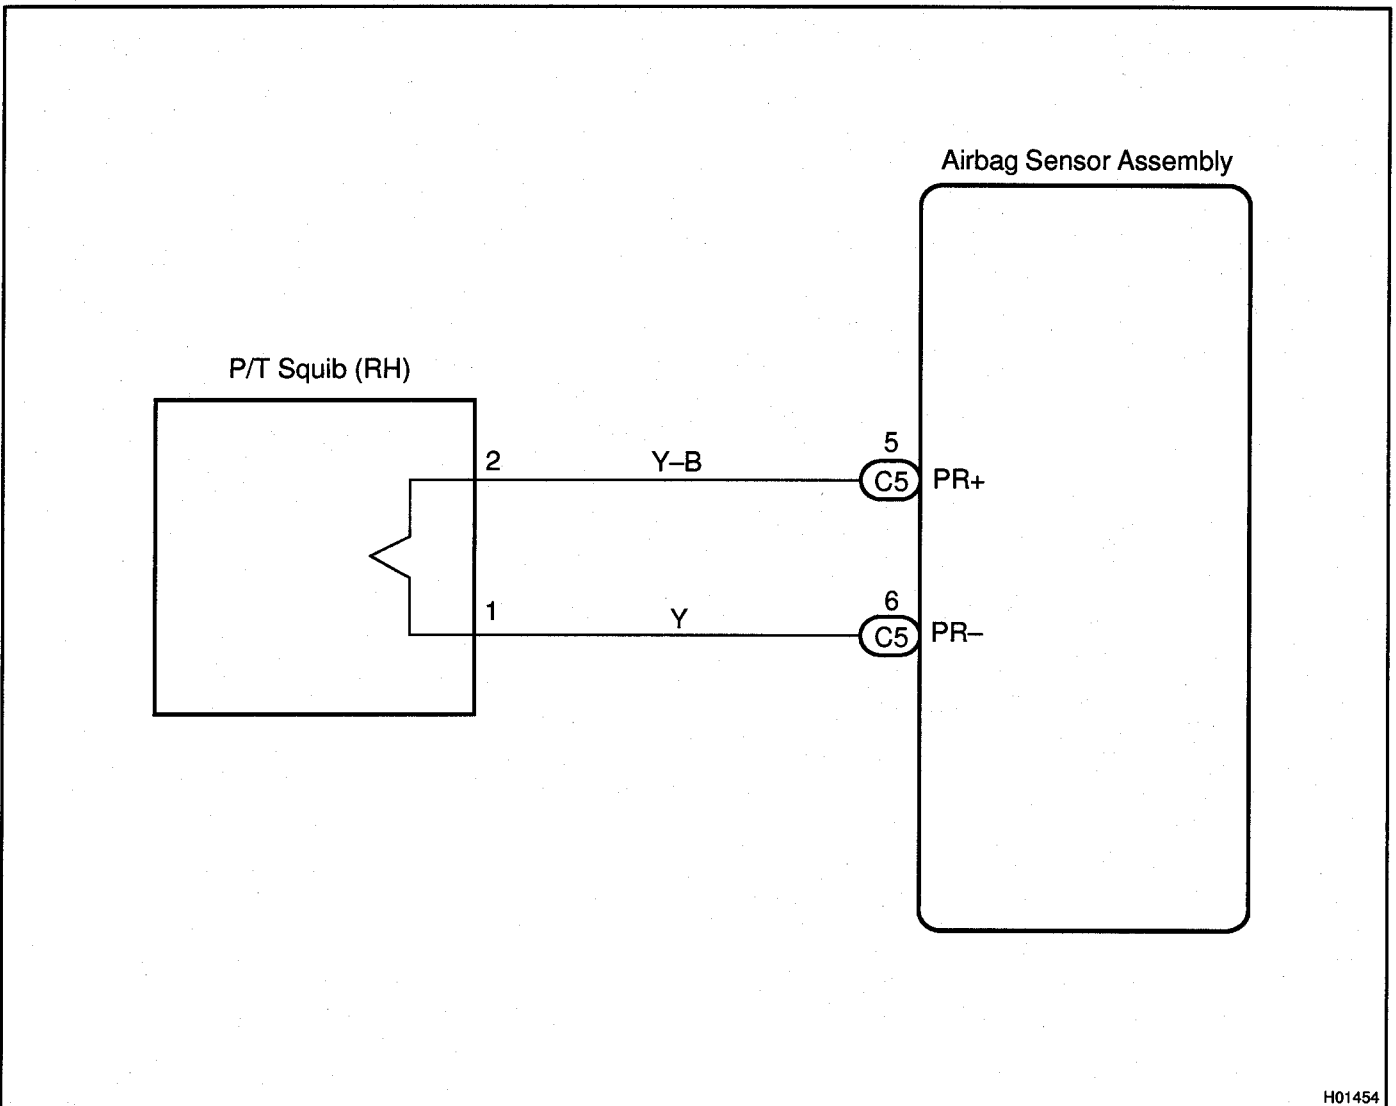 Airbag Sensor Assembly
P/T Squib (RH)
2
Y–B
5
C5
PR+
1
Y
6
C5
PR–
H01454